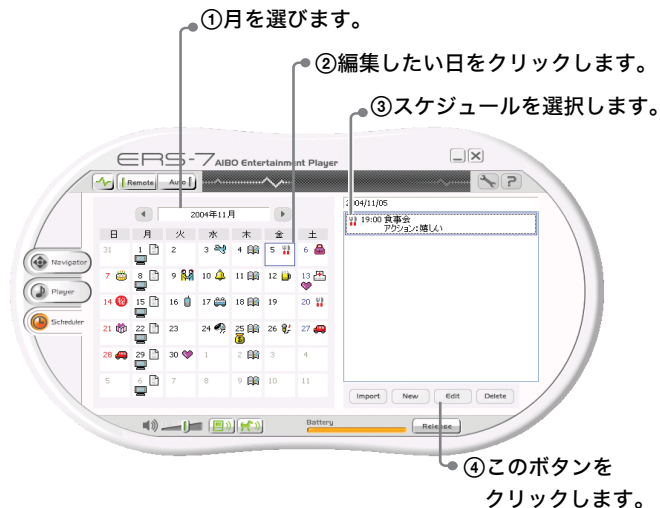 ①月を選びます。
②編集したい日をクリックします。
③スケジュールを選択します。
ERS-7 AIBO Entertainment Player
Remote Auto
2004/11/05
2004年11月
19:00 食事会
アクション:嬉しい
日 月 火 水 木 金 土
31 1 2 3 4 5 6
7 8 9 10 11 12 13
14 15 16 17 18 19 20
21 22 23 24 25 26 27
28 29 30 1 2 3 4
5 6 7 8 9 10 11
Navigator
Player
Scheduler
Import New Edit Delete
Battery Release
④このボタンを
クリックします。